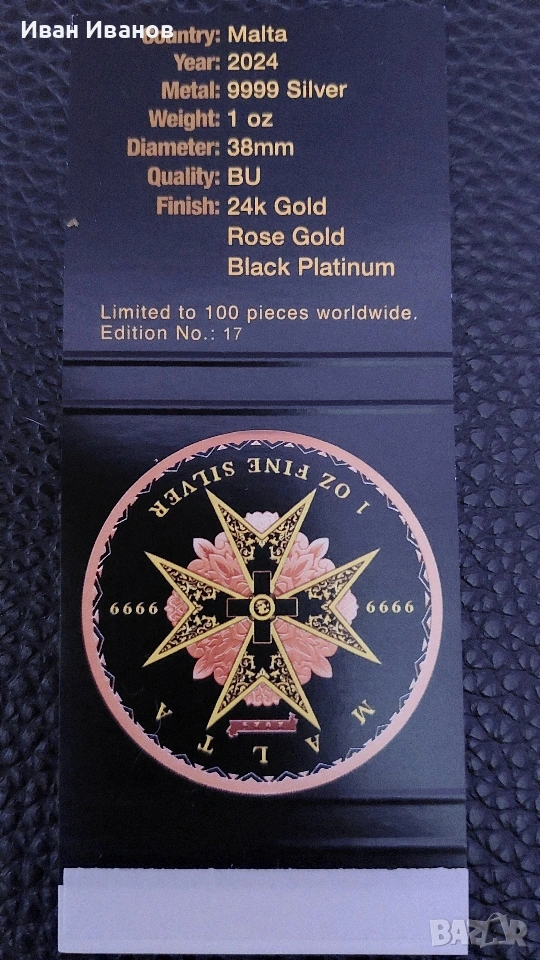 Иван Иванов
Country: Malta
Year: 2024
Metal: 9999 Silver
Weight: 1 oz
Diameter: 38mm
Quality: BU
Finish: 24k Gold
Rose Gold
Black Platinum
Limited to 100 pieces worldwide.
Edition No.: 17
1 OZ FINE SILVER
9999
9999
MALTA
BAZAR